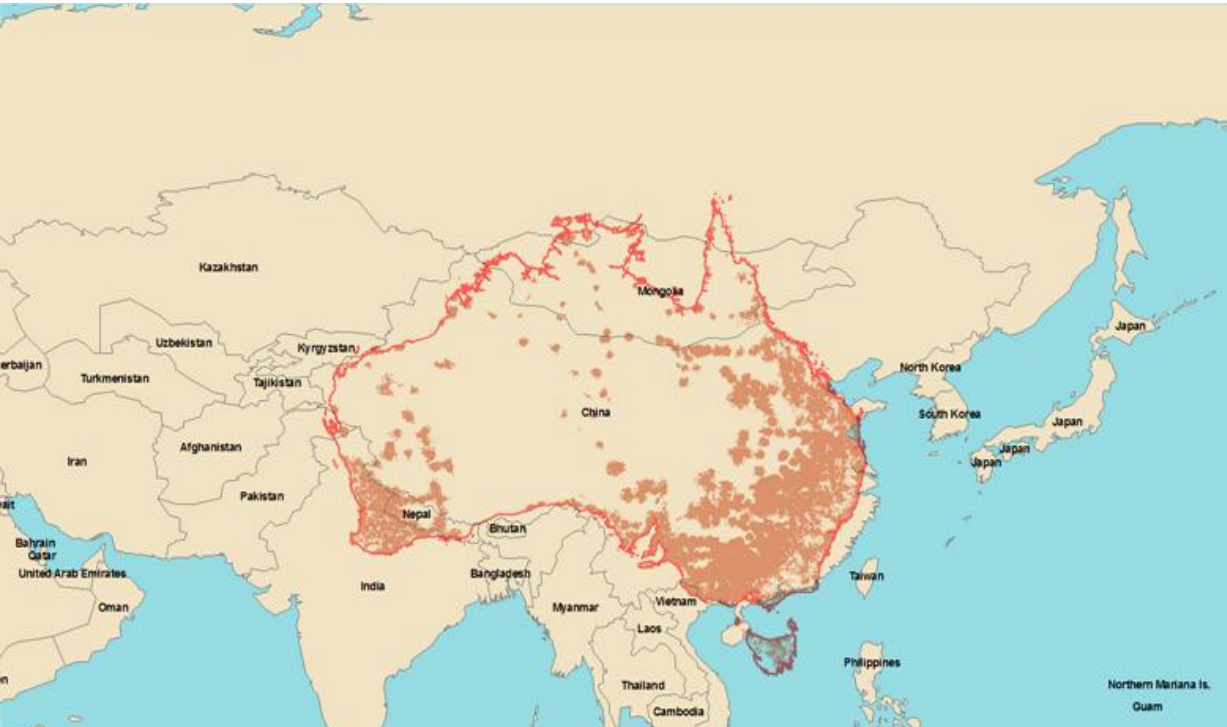 Kazakhstan
Mongolia
Japan
Uzbekistan
Kyrgyzstan
erbaijan
North Korea
Turkmenistan
Tajikistan
China
South Korea
Japan
Afghanistan
Japan
Iran
Japan
Pakistan
ait
Nepal
Bhutan
Bahrain
Qatar
United Arab Emirates
Bangladesh
Taiwan
India
Oman
Myanmar
Vietnam
Laos
Philippines
Thailand
Northern Mariana Is.
Guam
Cambodia